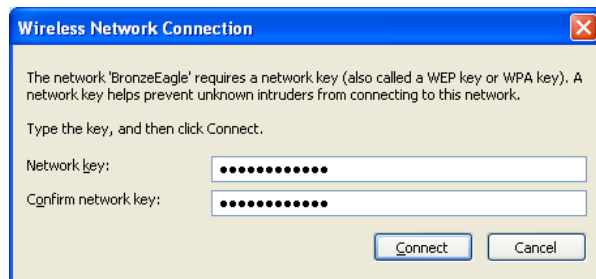 Wireless Network Connection
The network 'BronzeEagle' requires a network key (also called a WEP key or WPA key). A
network key helps prevent unknown intruders from connecting to this network.
Type the key, and then click Connect.
Network key: ••••••••••••
Confirm network key: ••••••••••••
Connect Cancel